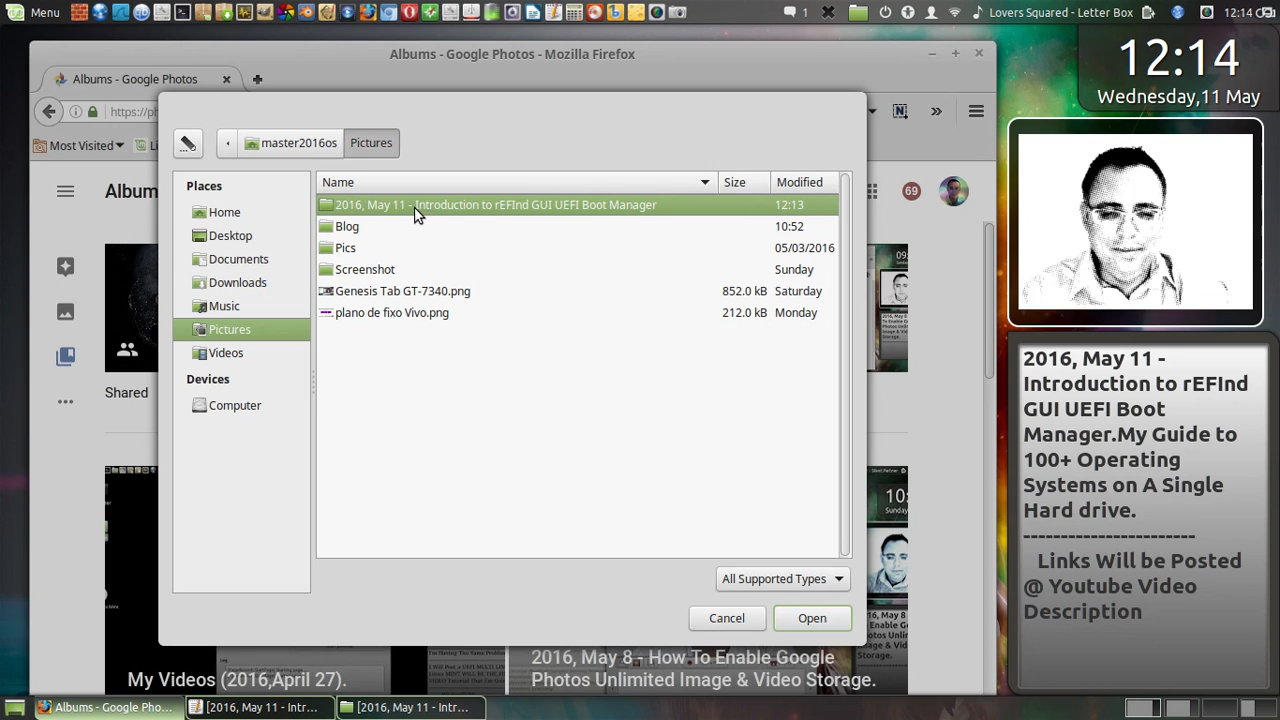 Menu
1
Lovers Squared - Letter Box
12:14
Albums - Google Photos - Mozilla Firefox
Albums - Google Photos
https://ph
Most Visited
Li
master2016os
Pictures
Album
69
Places
Home
Desktop
Documents
Downloads
Music
Pictures
Videos
Devices
Computer
Name Size Modified
2016, May 11 - Introduction to rEFInd GUI UEFI Boot Manager 12:13
Blog 10:52
Pics 05/03/2016
Screenshot Sunday
Genesis Tab GT-7340.png 852.0 kB Saturday
plano de fixo Vivo.png 212.0 kB Monday
All Supported Types
Cancel
Open
Shared
My Videos (2016,April 27).
2016, May 8 - How To Enable Google
Photos Unlimited Image & Video Storage.
12:14
Wednesday,11 May
2016, May 11 -
Introduction to rEFInd
GUI UEFI Boot
Manager.My Guide to
100+ Operating
Systems on A Single
Hard drive.
-----------------------
Links Will be Posted
@ Youtube Video
Description
Albums - Google Pho...
[2016, May 11 - Intr...
[2016, May 11 - Intr...